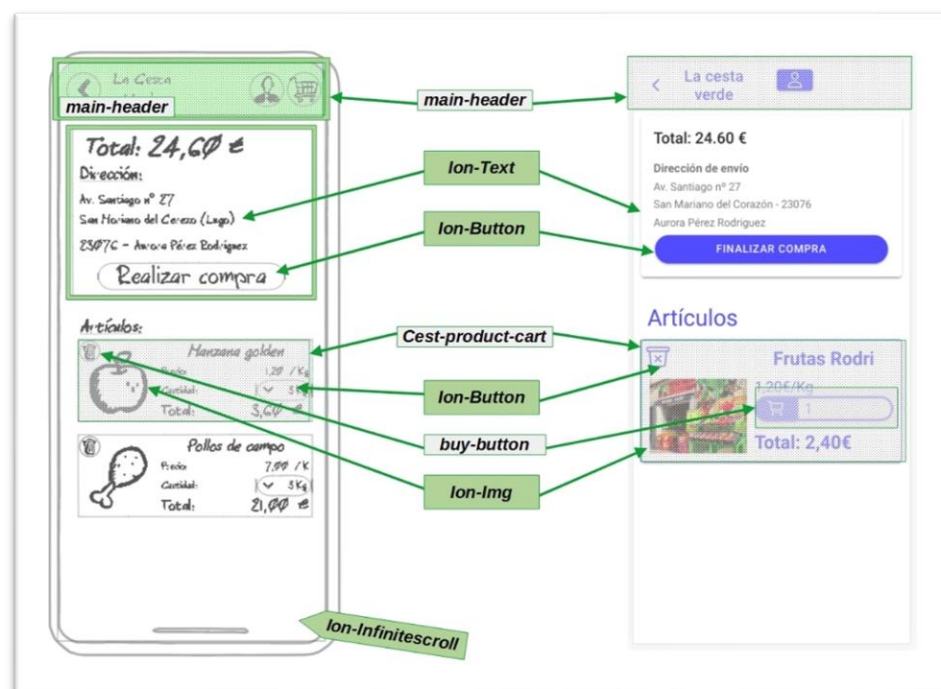 La Cesta
main-header
Total: 24,60 €
Dirección:
Av. Santiago nº 27
San Mariano del Cerezo (Lugo)
23076 - Aurora Pérez Rodríguez
Realizar compra
Artículos:
Manzana golden
Precio: 1,20 / Kg
Cantidad: 3 Kg
Total: 3,60 €
Pollos de campo
Precio 7,00 / K
Cantidad: 3 Kg
Total: 21,00 €
main-header
Ion-Text
Ion-Button
Cest-product-cart
Ion-Button
buy-button
Ion-Img
Ion-Infinitescroll
La cesta
verde
Total: 24.60 €
Dirección de envío
Av. Santiago nº 27
San Mariano del Corazón - 23076
Aurora Pérez Rodriguez
FINALIZAR COMPRA
Artículos
Frutas Rodri
1,20€/Kg
1
Total: 2,40€